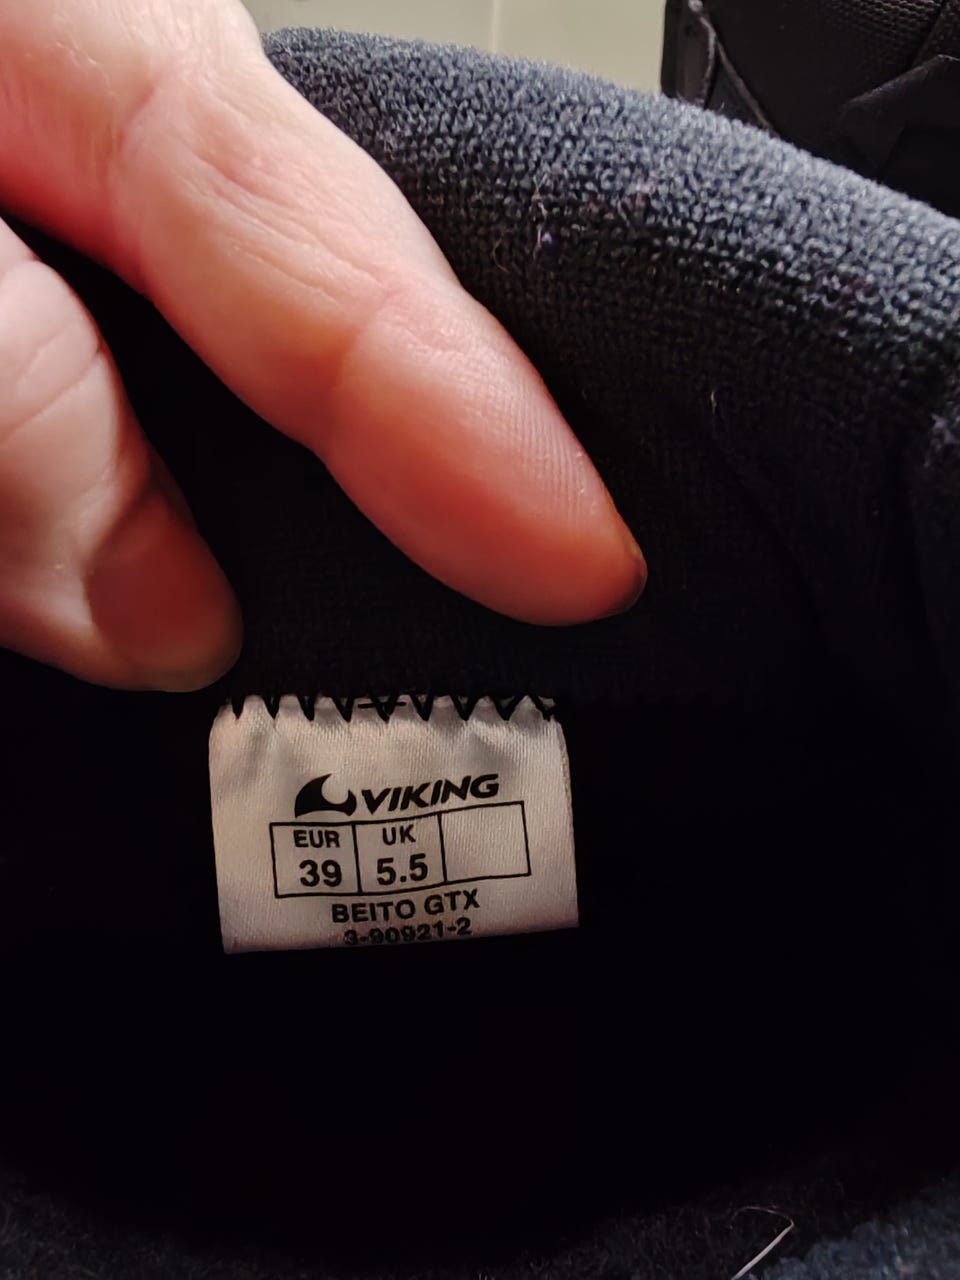 VIKING
EUR UK
39 5.5
BEITO GTX
3-90921-2